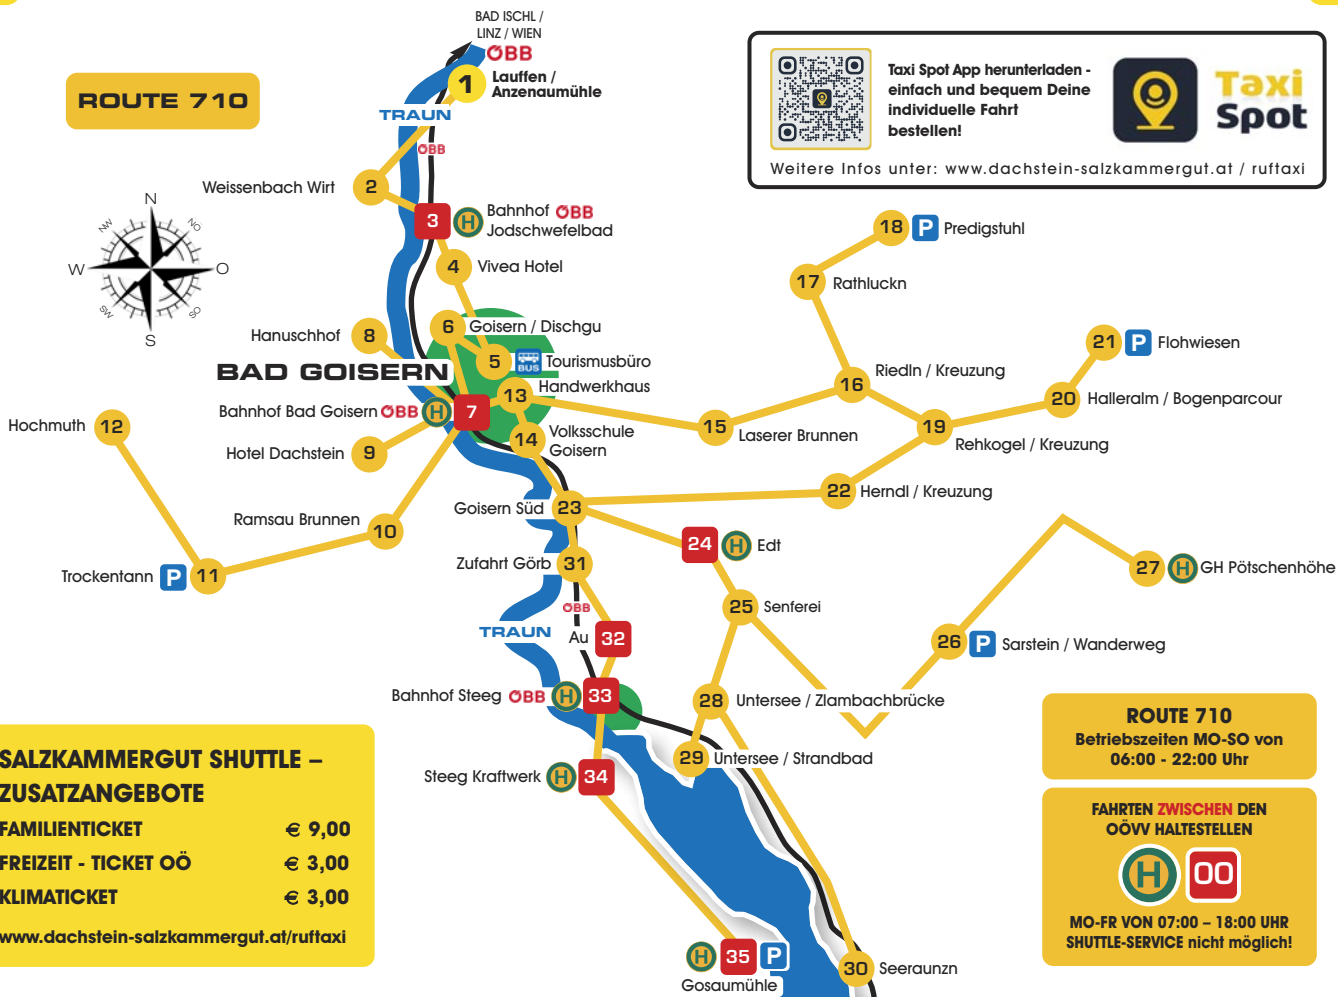 BAD ISCHL /
LINZ / WIEN
ÖBB
1
Lauffen /
Anzenaumühle
ROUTE 710
TRAUN
ÖBB
Taxi Spot App herunterladen -
einfach und bequem Deine
individuelle Fahrt
bestellen!
Taxi
Spot
Weitere Infos unter: www.dachstein-salzkammergut.at / ruftaxi
Weissenbach Wirt 2
3 H Bahnhof ÖBB
Jodschwefelbad
N
NW NO
W O
SW SO
S
4 Vivea Hotel
18 P Predigstuhl
17 Rathluckn
Hanuschhof 8
6 Goisern / Dischgu
5 BUS Tourismusbüro
BAD GOISERN
13 Handwerkhaus
Bahnhof Bad Goisern ÖBB H 7
21 P Flohwiesen
16 Riedln / Kreuzung
20 Halleralm / Bogenparcour
Hochmuth 12
Hotel Dachstein 9
14 Volksschule
Goisern
15 Laserer Brunnen
19 Rehkogel / Kreuzung
22 Herndl / Kreuzung
Goisern Süd 23
Ramsau Brunnen 10
24 H Edt
Trockentann P 11
Zufahrt Görb 31
27 H GH Pötschenhöhe
ÖBB
25 Senferei
TRAUN
Au 32
26 P Sarstein / Wanderweg
Bahnhof Steeg ÖBB H 33
28 Untersee / Zlambachbrücke
29 Untersee / Strandbad
Steeg Kraftwerk H 34
H 35 P
Gosaumühle
30 Seeraunzn
SALZKAMMERGUT SHUTTLE –
ZUSATZANGEBOTE
FAMILIENTICKET € 9,00
FREIZEIT - TICKET OÖ € 3,00
KLIMATICKET € 3,00
www.dachstein-salzkammergut.at/ruftaxi
ROUTE 710
Betriebszeiten MO-SO von
06:00 - 22:00 Uhr
FAHRTEN ZWISCHEN DEN
OÖVV HALTESTELLEN
H 00
MO-FR VON 07:00 – 18:00 UHR
SHUTTLE-SERVICE nicht möglich!